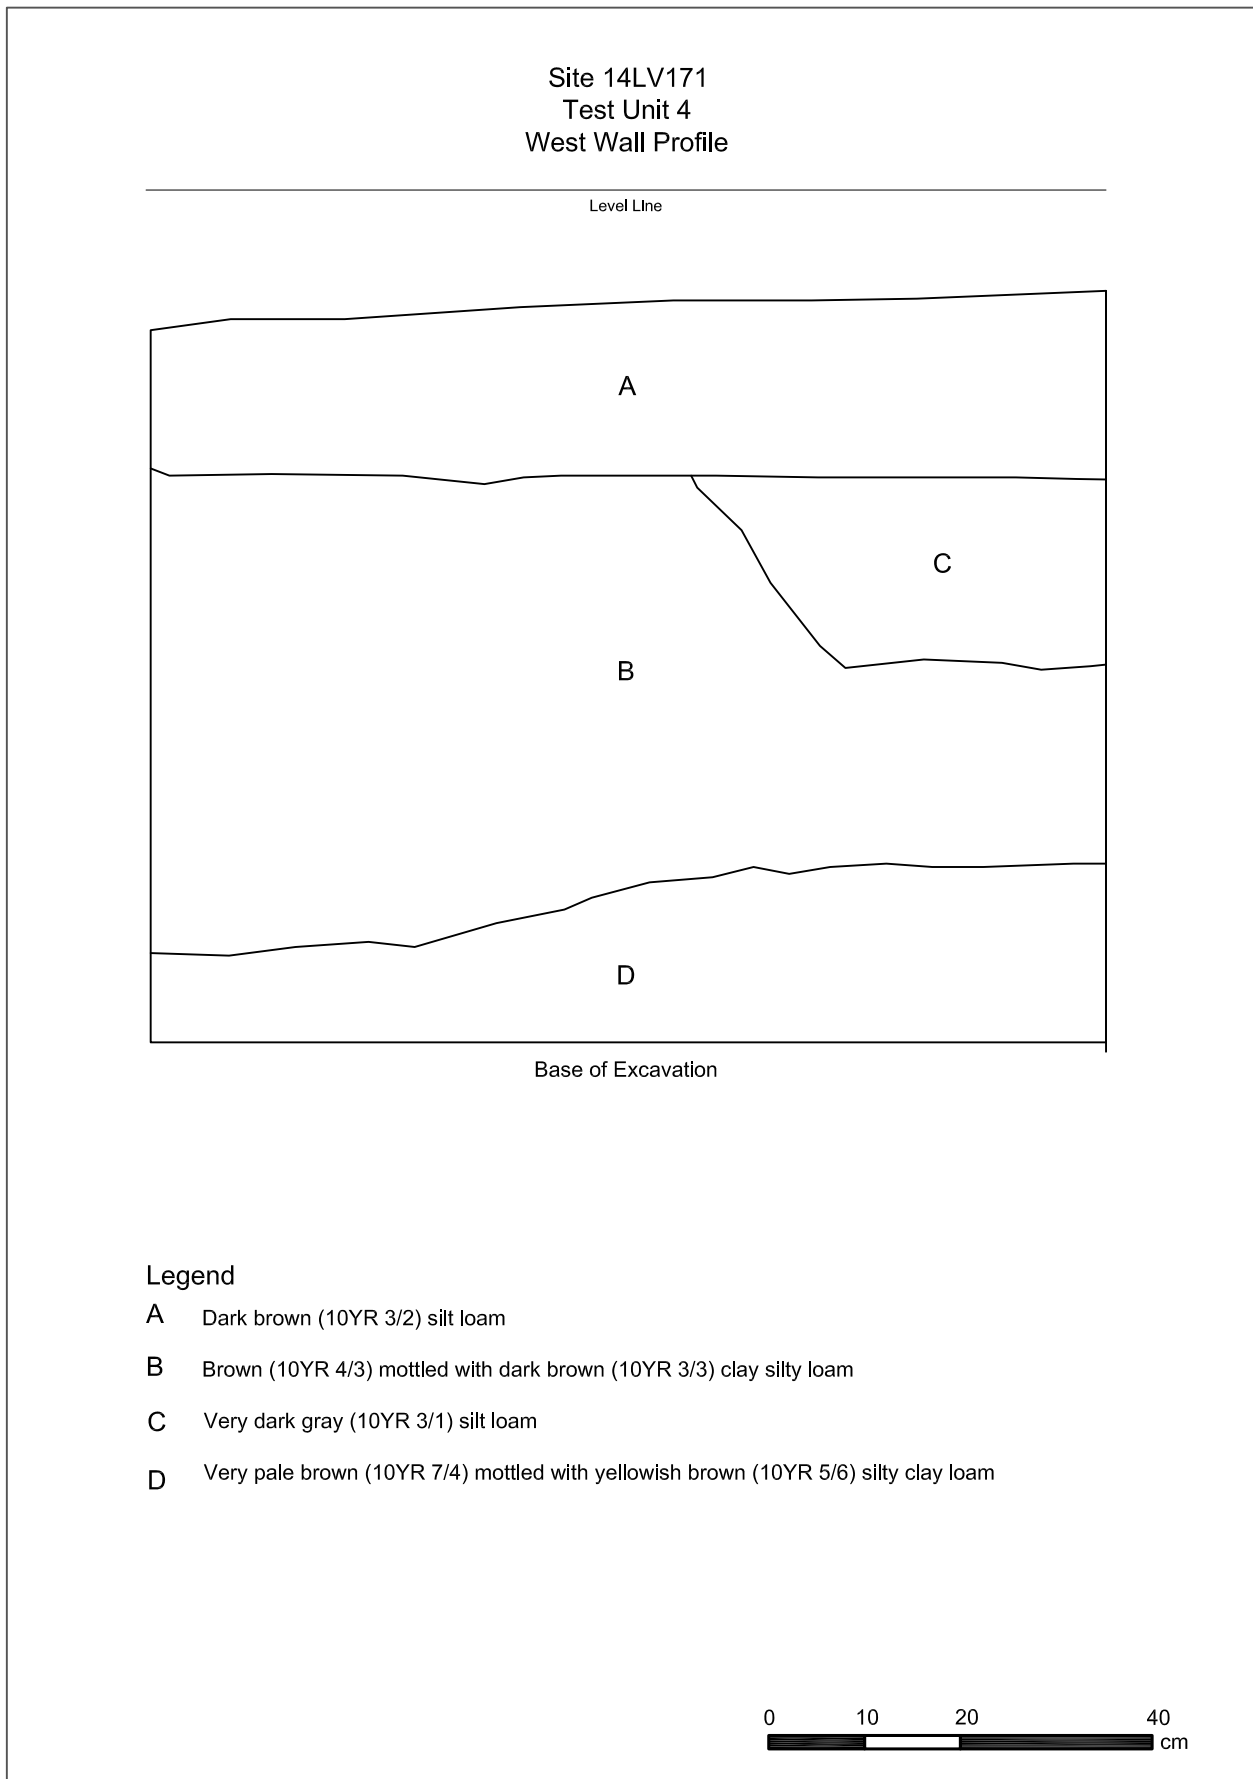 Site 14LV171
Test Unit 4
West Wall Profile
Level LIne
A
C
B
D
Base of Excavation
Legend
A Dark brown (10YR 3/2) silt loam
B Brown (10YR 4/3) mottled with dark brown (10YR 3/3) clay silty loam
C Very dark gray (10YR 3/1) silt loam
D Very pale brown (10YR 7/4) mottled with yellowish brown (10YR 5/6) silty clay loam
0 10 20 40
cm